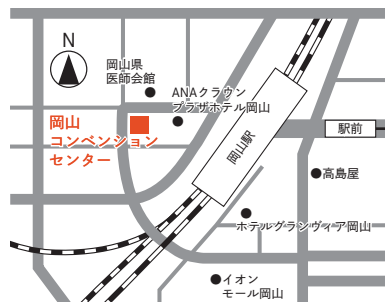 N
岡山県
医師会館
ANAクラウン
プラザホテル岡山
岡山
コンベンション
センター
岡山駅
駅前
高島屋
ホテルグランヴィア岡山
イオン
モール岡山